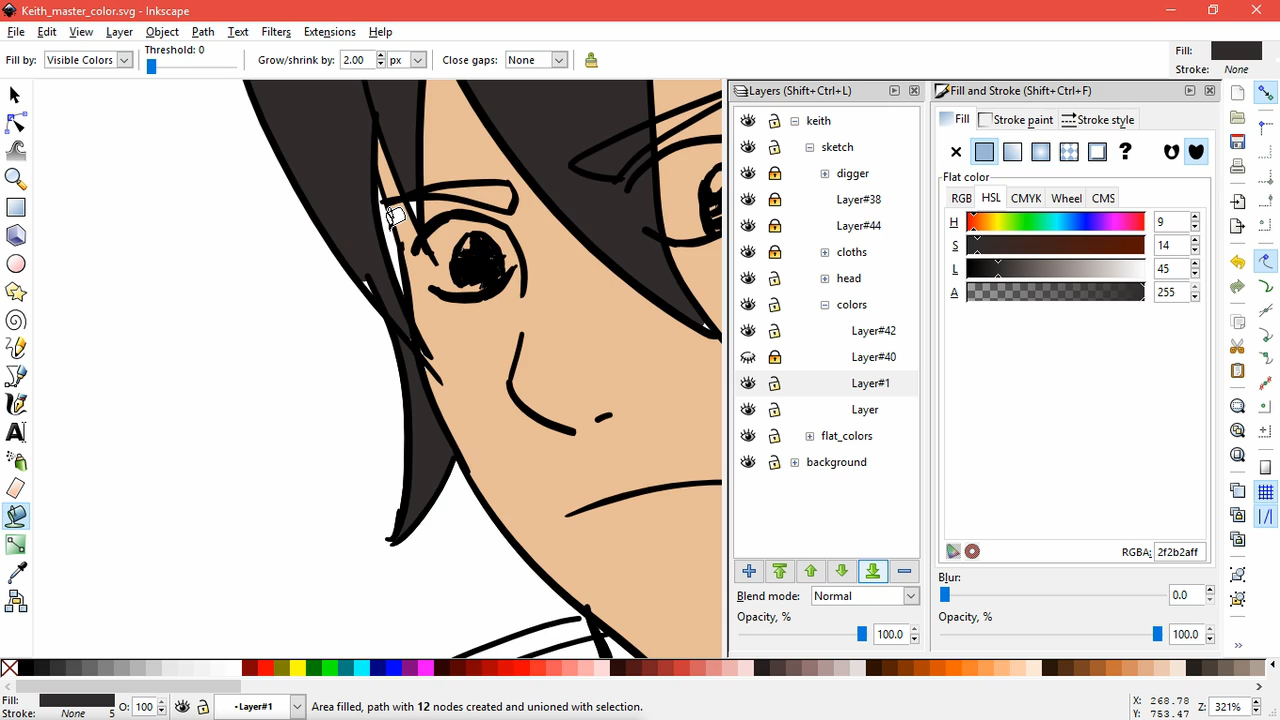 Keith_master_color.svg - Inkscape
File Edit View Layer Object Path Text Filters Extensions Help
Fill by: Visible Colors Threshold: 0 Grow/shrink by: 2.00 px Close gaps: None
Fill:
Stroke: None
Layers (Shift+Ctrl+L)
keith
sketch
digger
Layer#38
Layer#44
cloths
head
colors
Layer#42
Layer#40
Layer#1
Layer
flat_colors
background
Blend mode: Normal
Opacity, %
100.0
Fill and Stroke (Shift+Ctrl+F)
Fill Stroke paint Stroke style
Flat color
RGB HSL CMYK Wheel CMS
H 9
S 14
L 45
A 255
RGBA: 2f2b2aff
Blur:
0.0
Opacity, %
100.0
Fill:
Stroke: None 5
O: 100
•Layer#1
Area filled, path with 12 nodes created and unioned with selection.
X: 268.78
Y: 753.47
Z: 321%